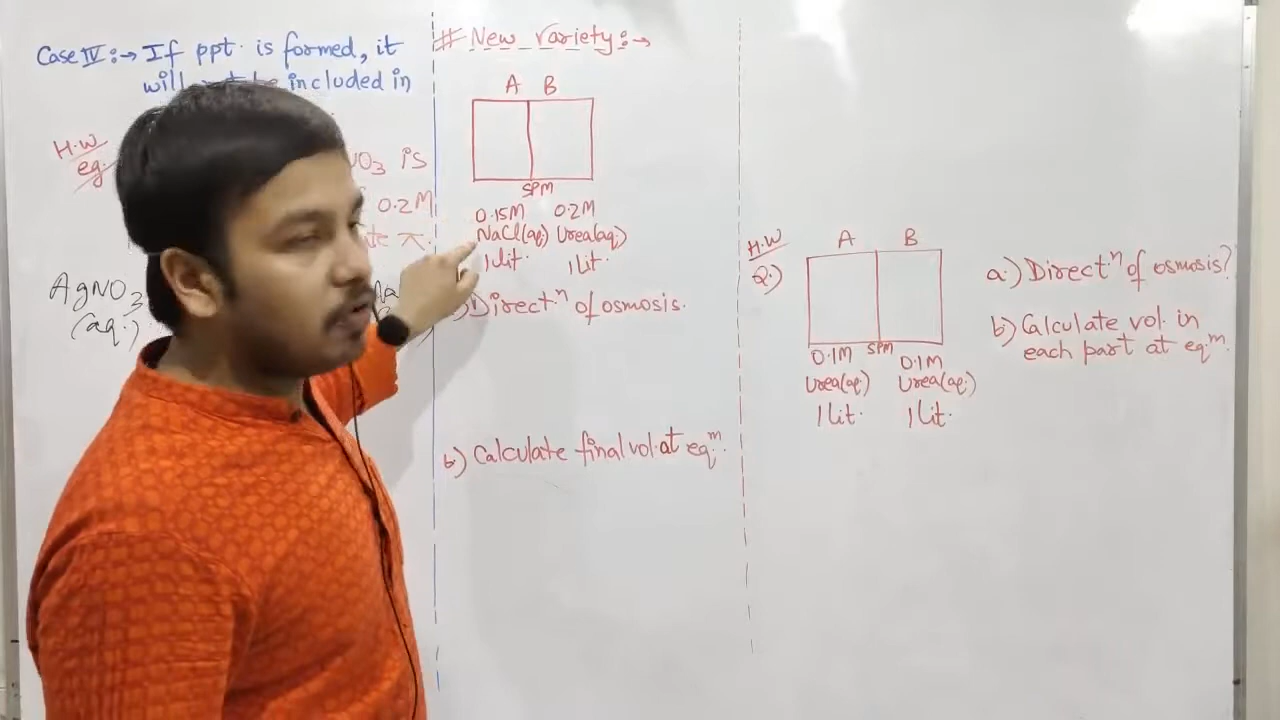 Case IV:→ If ppt. is formed, it
will not be included in
H.W
eg.
NO3 is
0.2M
π.
AgNO3
(aq.)
# New Variety:→
A B
SPM
0.15M 0.2M
NaCl(aq) Urea(aq)
1 lit. 1 lit.
) Directⁿ of osmosis.
b) Calculate final vol. at eqᵐ.
H.W
Q.)
A B
0.1M SPM 0.1M
Urea(aq.) Urea(aq.)
1 lit. 1 lit.
a.) Directⁿ of osmosis?
b) Calculate vol. in
each part at eqᵐ.